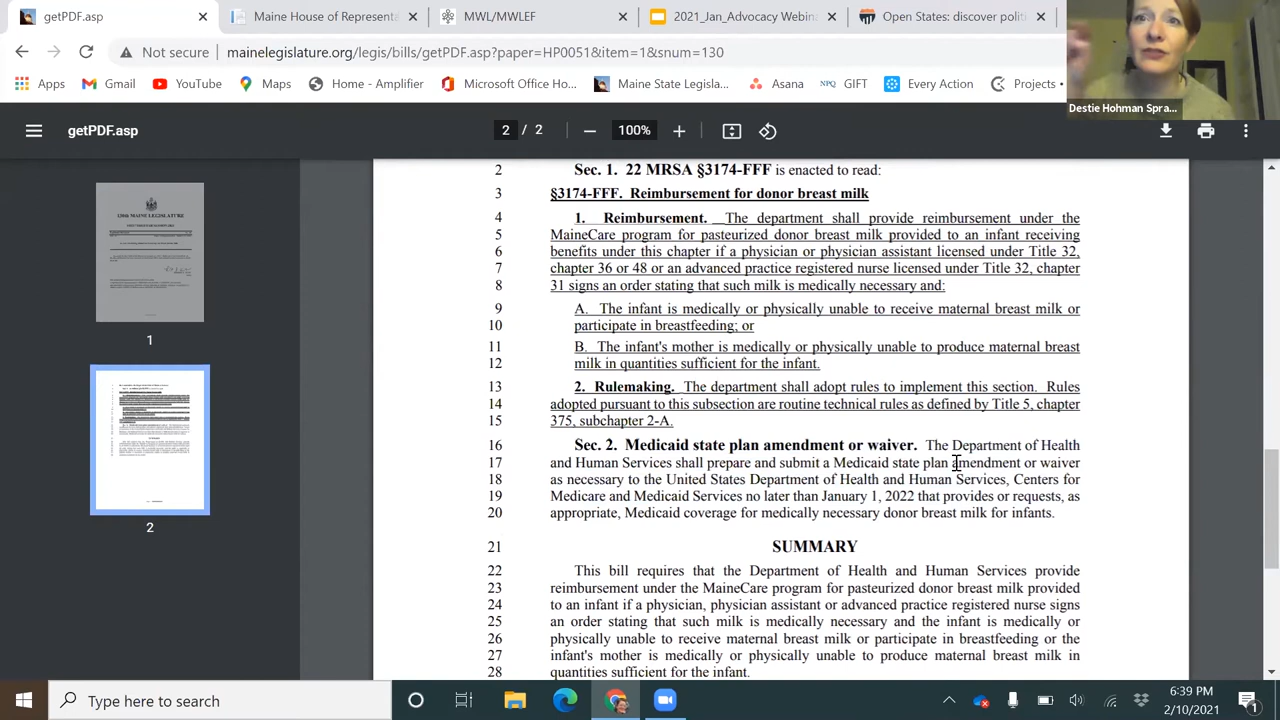 getPDF.asp
Maine House of Representa
MWL/MWLEF
2021_Jan_Advocacy Webina
Open States: discover politi
Not secure
mainelegislature.org/legis/bills/getPDF.asp?paper=HP0051&item=1&snum=130
Apps
Gmail
YouTube
Maps
Home - Amplifier
Microsoft Office Ho...
Maine State Legisla...
Asana
NPQ GIFT
Every Action
Projects
Destie Hohman Spra...
getPDF.asp
2 / 2
100%
1
2
2 Sec. 1. 22 MRSA §3174-FFF is enacted to read:
3 §3174-FFF. Reimbursement for donor breast milk
4 1. Reimbursement. The department shall provide reimbursement under the
5 MaineCare program for pasteurized donor breast milk provided to an infant receiving
6 benefits under this chapter if a physician or physician assistant licensed under Title 32,
7 chapter 36 or 48 or an advanced practice registered nurse licensed under Title 32, chapter
8 31 signs an order stating that such milk is medically necessary and:
9 A. The infant is medically or physically unable to receive maternal breast milk or
10 participate in breastfeeding; or
11 B. The infant's mother is medically or physically unable to produce maternal breast
12 milk in quantities sufficient for the infant.
13 2. Rulemaking. The department shall adopt rules to implement this section. Rules
14 adopted pursuant to this subsection are routine technical rules as defined by Title 5, chapter
15 375, subchapter 2-A.
16 Sec. 2. Medicaid state plan amendment or waiver. The Department of Health
17 and Human Services shall prepare and submit a Medicaid state plan amendment or waiver
18 as necessary to the United States Department of Health and Human Services, Centers for
19 Medicare and Medicaid Services no later than January 1, 2022 that provides or requests, as
20 appropriate, Medicaid coverage for medically necessary donor breast milk for infants.
21 SUMMARY
22 This bill requires that the Department of Health and Human Services provide
23 reimbursement under the MaineCare program for pasteurized donor breast milk provided
24 to an infant if a physician, physician assistant or advanced practice registered nurse signs
25 an order stating that such milk is medically necessary and the infant is medically or
26 physically unable to receive maternal breast milk or participate in breastfeeding or the
27 infant's mother is medically or physically unable to produce maternal breast milk in
28 quantities sufficient for the infant.
Type here to search
6:39 PM
2/10/2021
1